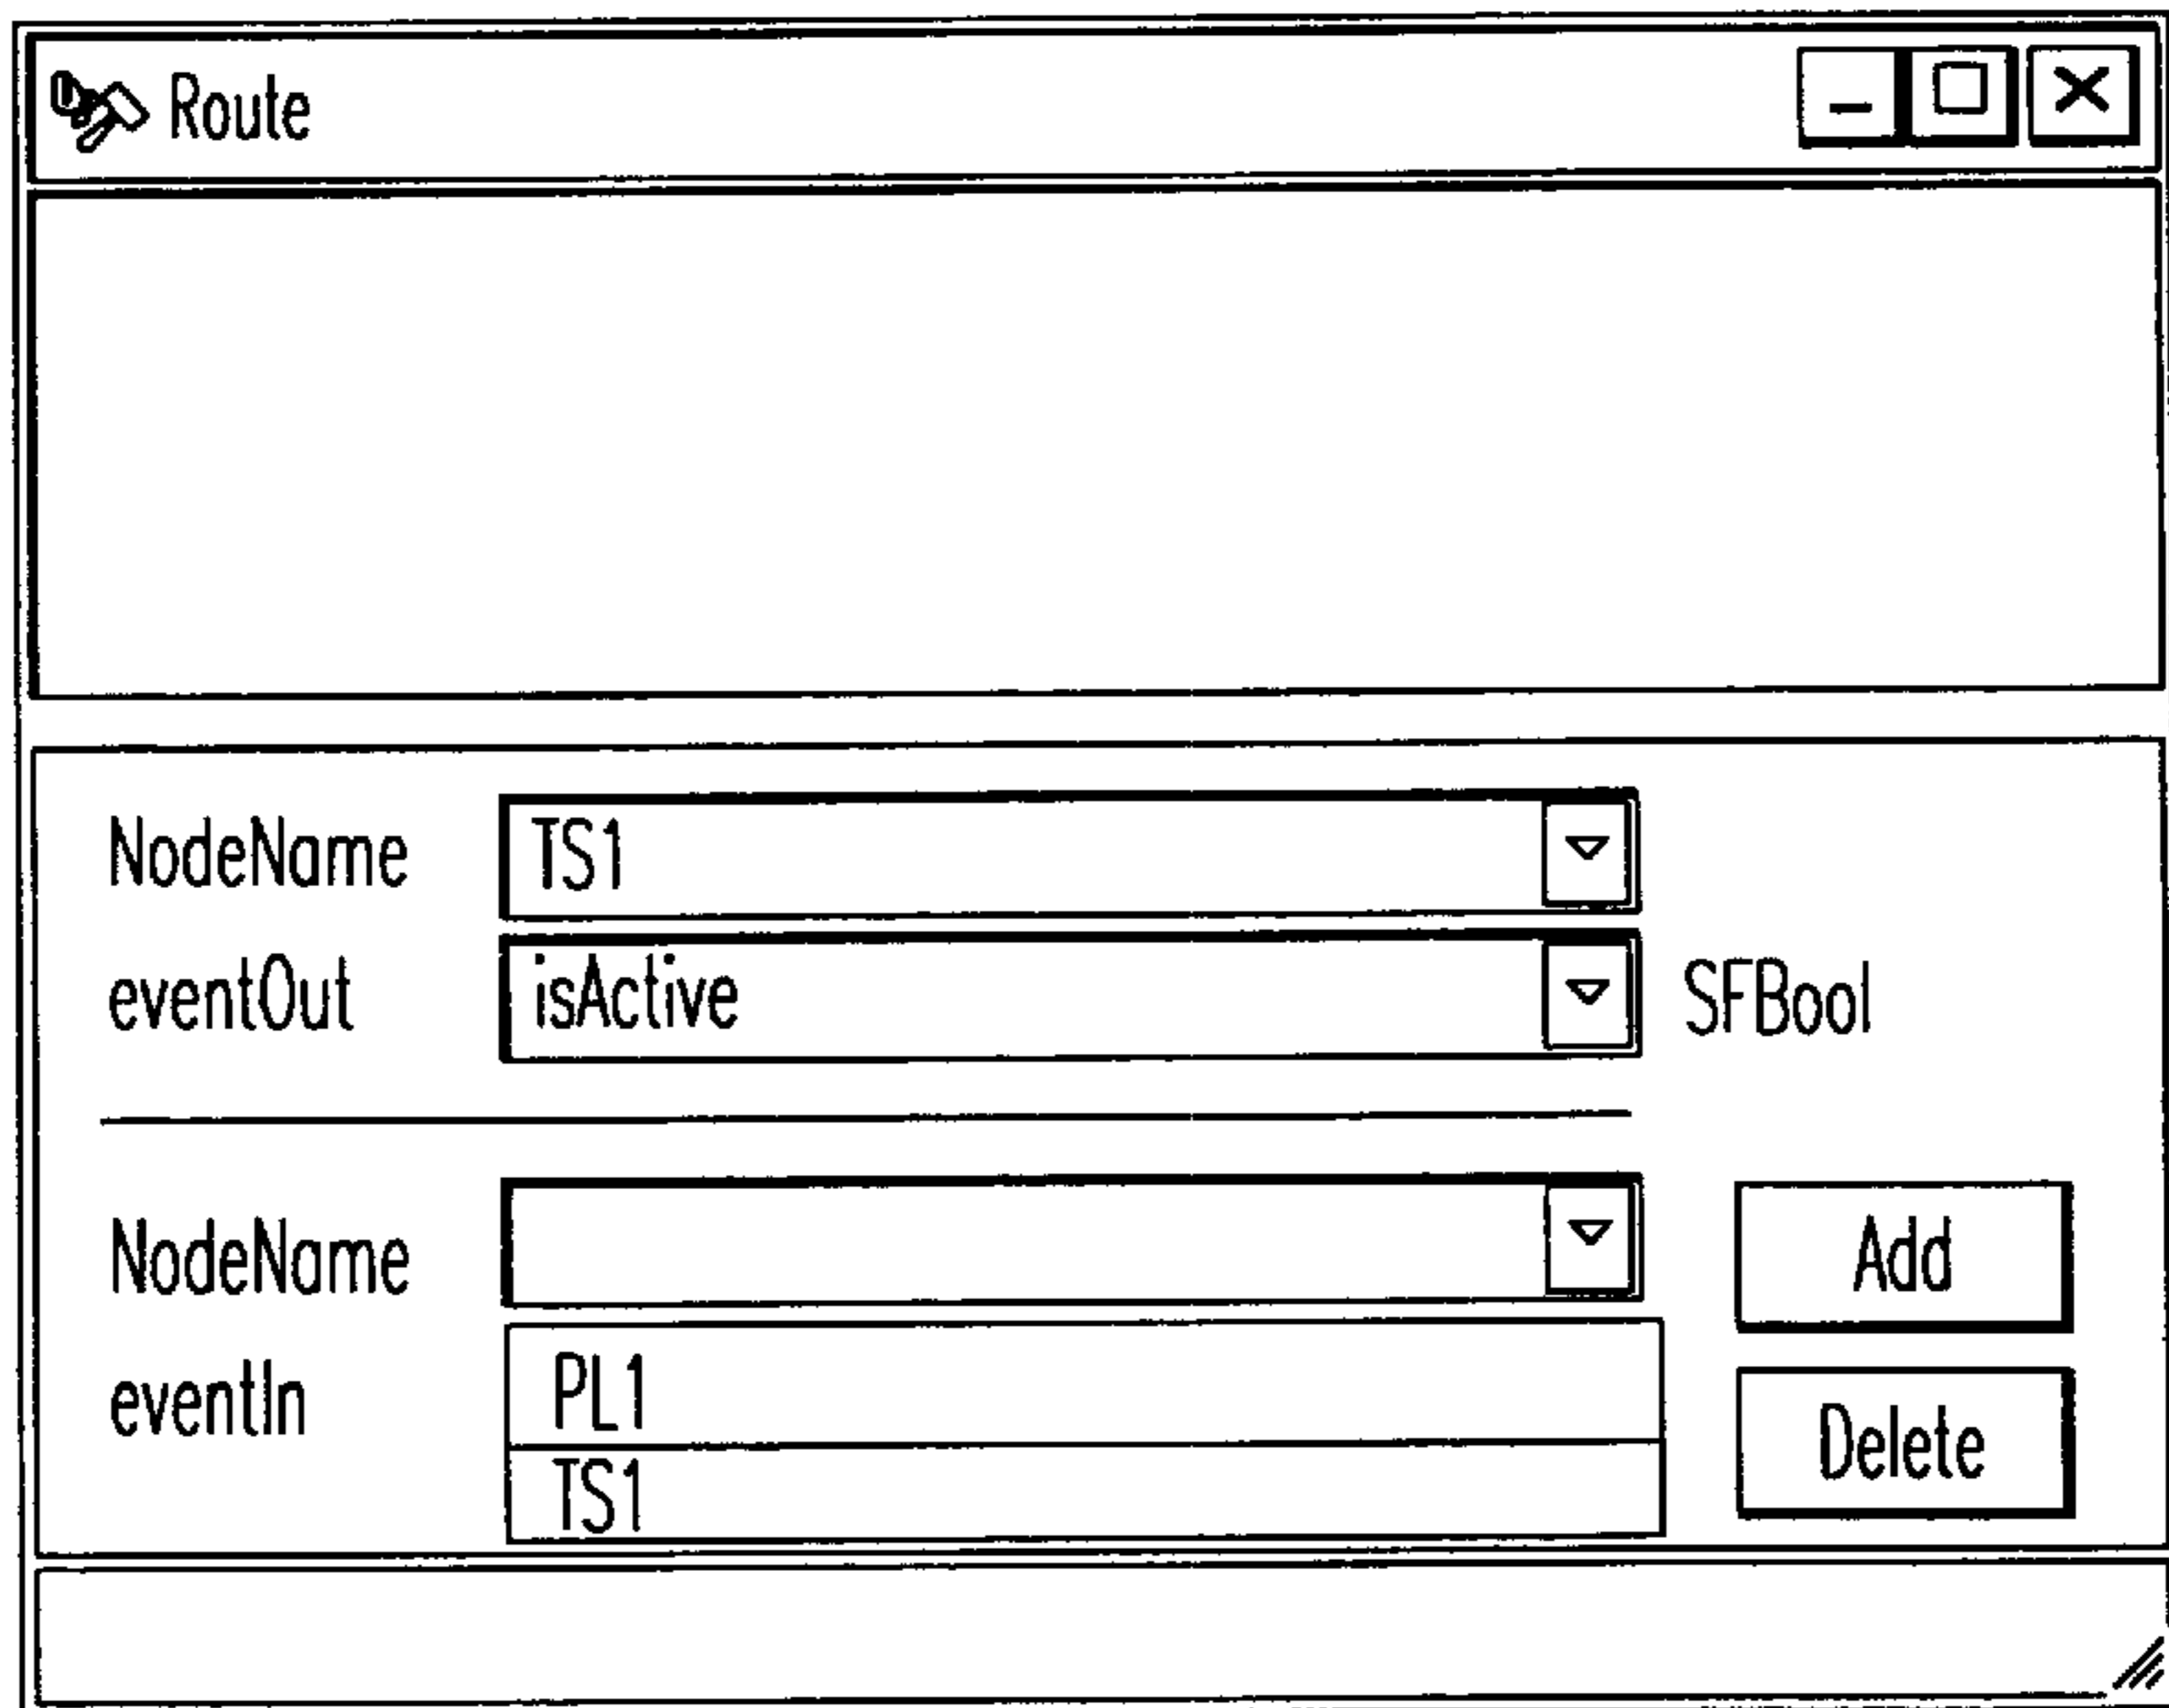 Route
NodeName TS1
eventOut isActive SFBool
NodeName Add
eventIn PL1
TS1 Delete